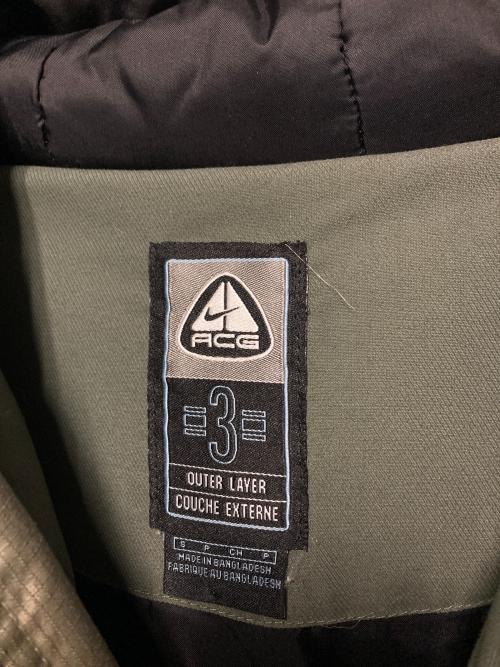 ACG
3
OUTER LAYER
COUCHE EXTERNE
S P CH P
MADE IN BANGLADESH
FABRIQUE AU BANGLADESH